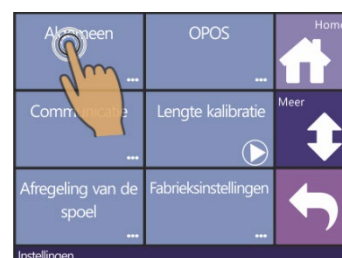 Algemeen
OPOS
Home
Communicatie
Lengte kalibratie
Meer
Afregeling van de
spoel
Fabrieksinstellingen
Instellingen